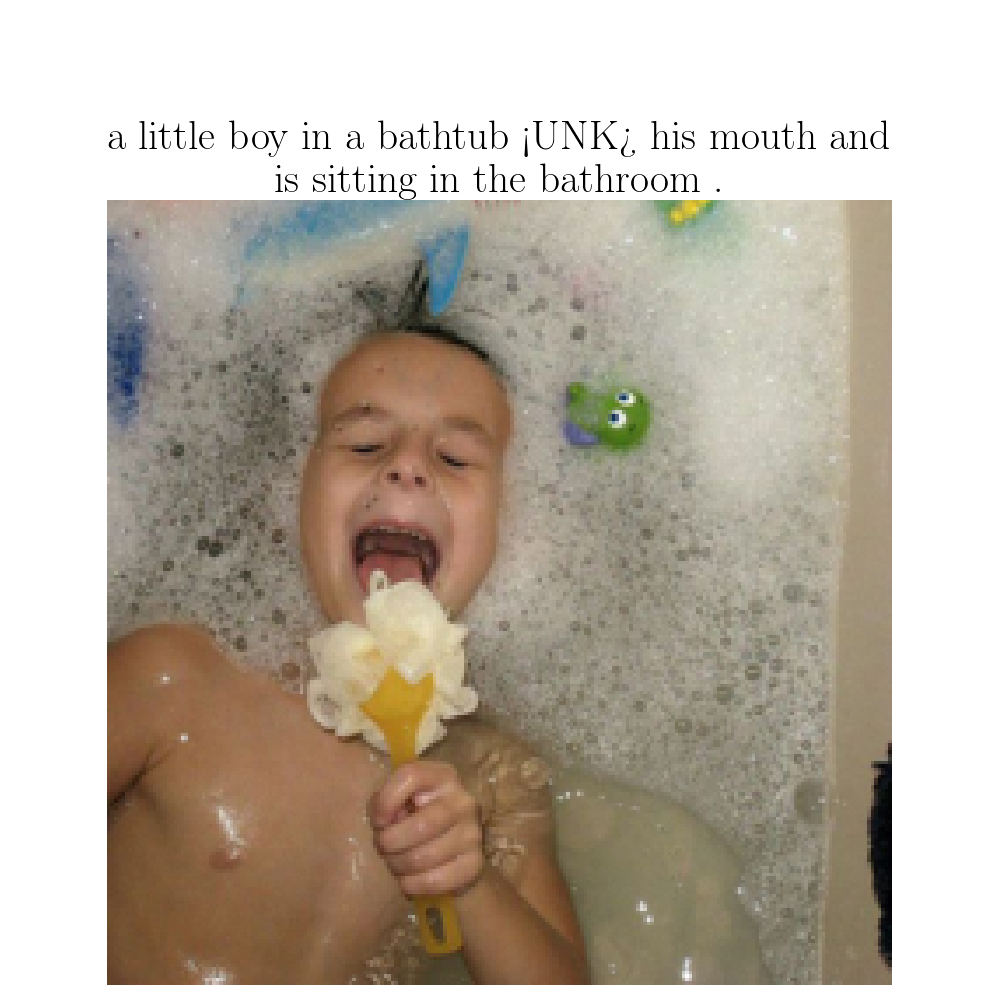 a little boy in a bathtub ¡UNK¿ his mouth and
is sitting in the bathroom .